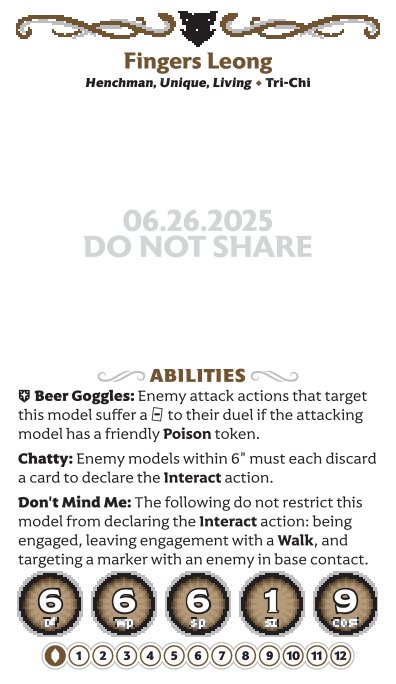 Fingers Leong
Henchman, Unique, Living ⬧ Tri-Chi
06.26.2025
DO NOT SHARE
ABILITIES
Beer Goggles: Enemy attack actions that target
this model suffer a [-] to their duel if the attacking
model has a friendly Poison token.
Chatty: Enemy models within 6" must each discard
a card to declare the Interact action.
Don't Mind Me: The following do not restrict this
model from declaring the Interact action: being
engaged, leaving engagement with a Walk, and
targeting a marker with an enemy in base contact.
6 6 6 1 9
df wp sp sz cost
1 2 3 4 5 6 7 8 9 10 11 12